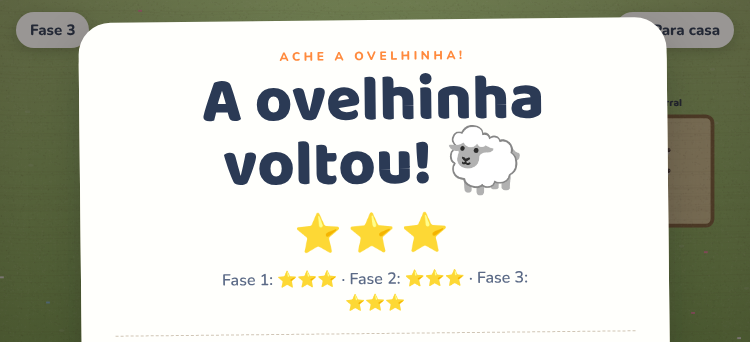 Fase 3
Para casa
ACHE A OVELHINHA!
A ovelhinha
voltou!
Fase 1: ⭐⭐⭐ · Fase 2: ⭐⭐⭐ · Fase 3:
⭐⭐⭐